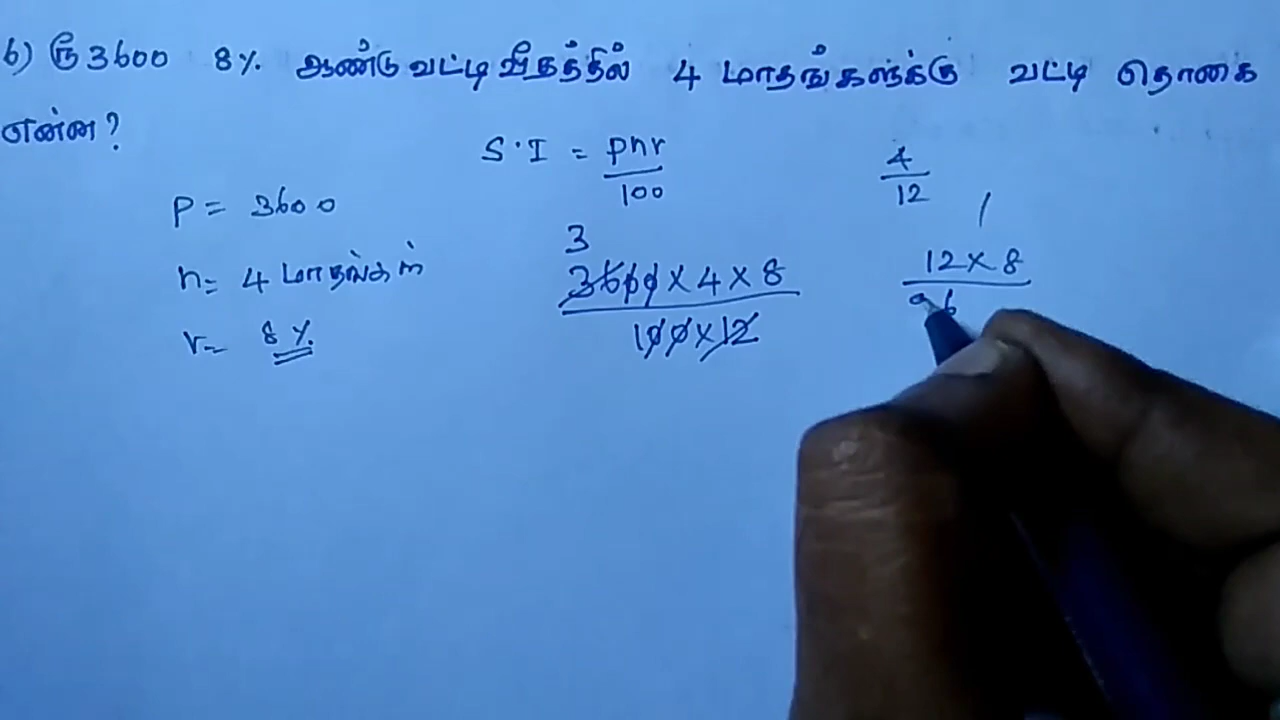 6) ரூ 3600 8%. ஆண்டு வட்டி வீதத்தில் 4 மாதங்களுக்கு வட்டி தொகை
என்ன?
S.I = pnr/100
4/12
P = 3600
3
n= 4 மாதங்கள்
3600 × 4 × 8 / 100 × 12
12 × 8
96
r= 8%.